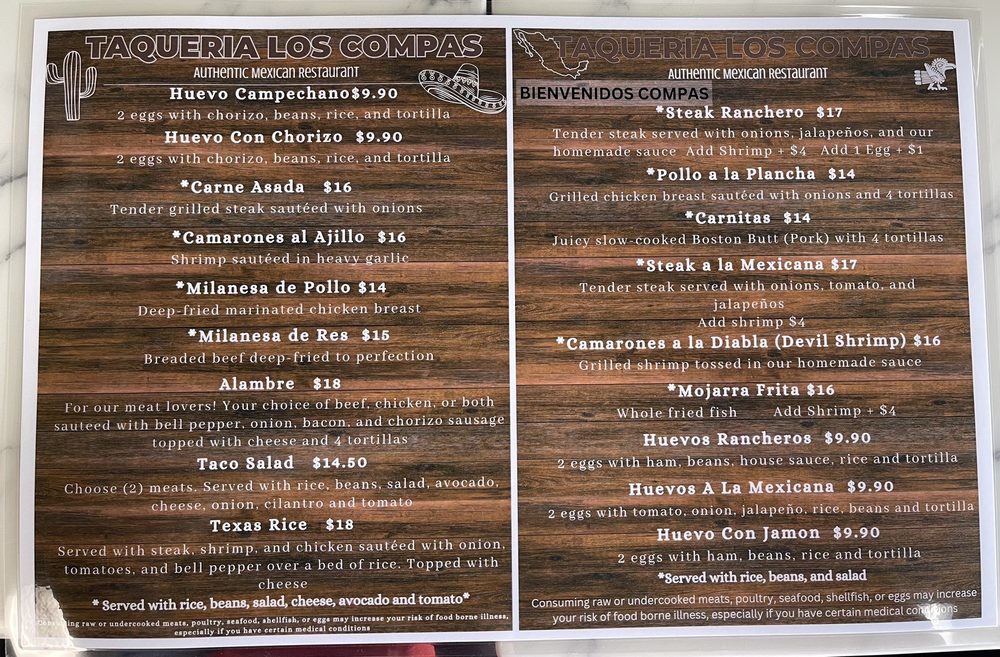 TAQUERIA LOS COMPAS
AUTHENTIC MEXICAN RESTAURANT
Huevo Campechano$9.90
2 eggs with chorizo, beans, rice, and tortilla
Huevo Con Chorizo $9.90
2 eggs with chorizo, beans, rice, and tortilla
*Carne Asada $16
Tender grilled steak sautéed with onions
*Camarones al Ajillo $16
Shrimp sautéed in heavy garlic
*Milanesa de Pollo $14
Deep-fried marinated chicken breast
*Milanesa de Res $15
Breaded beef deep-fried to perfection
Alambre $18
For our meat lovers! Your choice of beef, chicken, or both
sauteed with bell pepper, onion, bacon, and chorizo sausage
topped with cheese and 4 tortillas
Taco Salad $14.50
Choose (2) meats. Served with rice, beans, salad, avocado,
cheese, onion, cilantro and tomato
Texas Rice $18
Served with steak, shrimp, and chicken sautéed with onion,
tomatoes, and bell pepper over a bed of rice. Topped with
cheese
* Served with rice, beans, salad, cheese, avocado and tomato*
Consuming raw or undercooked meats, poultry, seafood, shellfish, or eggs may increase your risk of food borne illness,
especially if you have certain medical conditions
TAQUERIA LOS COMPAS
AUTHENTIC MEXICAN RESTAURANT
BIENVENIDOS COMPAS
*Steak Ranchero $17
Tender steak served with onions, jalapeños, and our
homemade sauce Add Shrimp + $4 Add 1 Egg + $1
*Pollo a la Plancha $14
Grilled chicken breast sautéed with onions and 4 tortillas
*Carnitas $14
Juicy slow-cooked Boston Butt (Pork) with 4 tortillas
*Steak a la Mexicana $17
Tender steak served with onions, tomato, and
jalapeños
Add shrimp $4
*Camarones a la Diabla (Devil Shrimp) $16
Grilled shrimp tossed in our homemade sauce
*Mojarra Frita $16
Whole fried fish Add Shrimp + $4
Huevos Rancheros $9.90
2 eggs with ham, beans, house sauce, rice and tortilla
Huevos A La Mexicana $9.90
2 eggs with tomato, onion, jalapeño, rice, beans and tortilla
Huevo Con Jamon $9.90
2 eggs with ham, beans, rice and tortilla
*Served with rice, beans, and salad
Consuming raw or undercooked meats, poultry, seafood, shellfish, or eggs may increase
your risk of food borne illness, especially if you have certain medical conditions